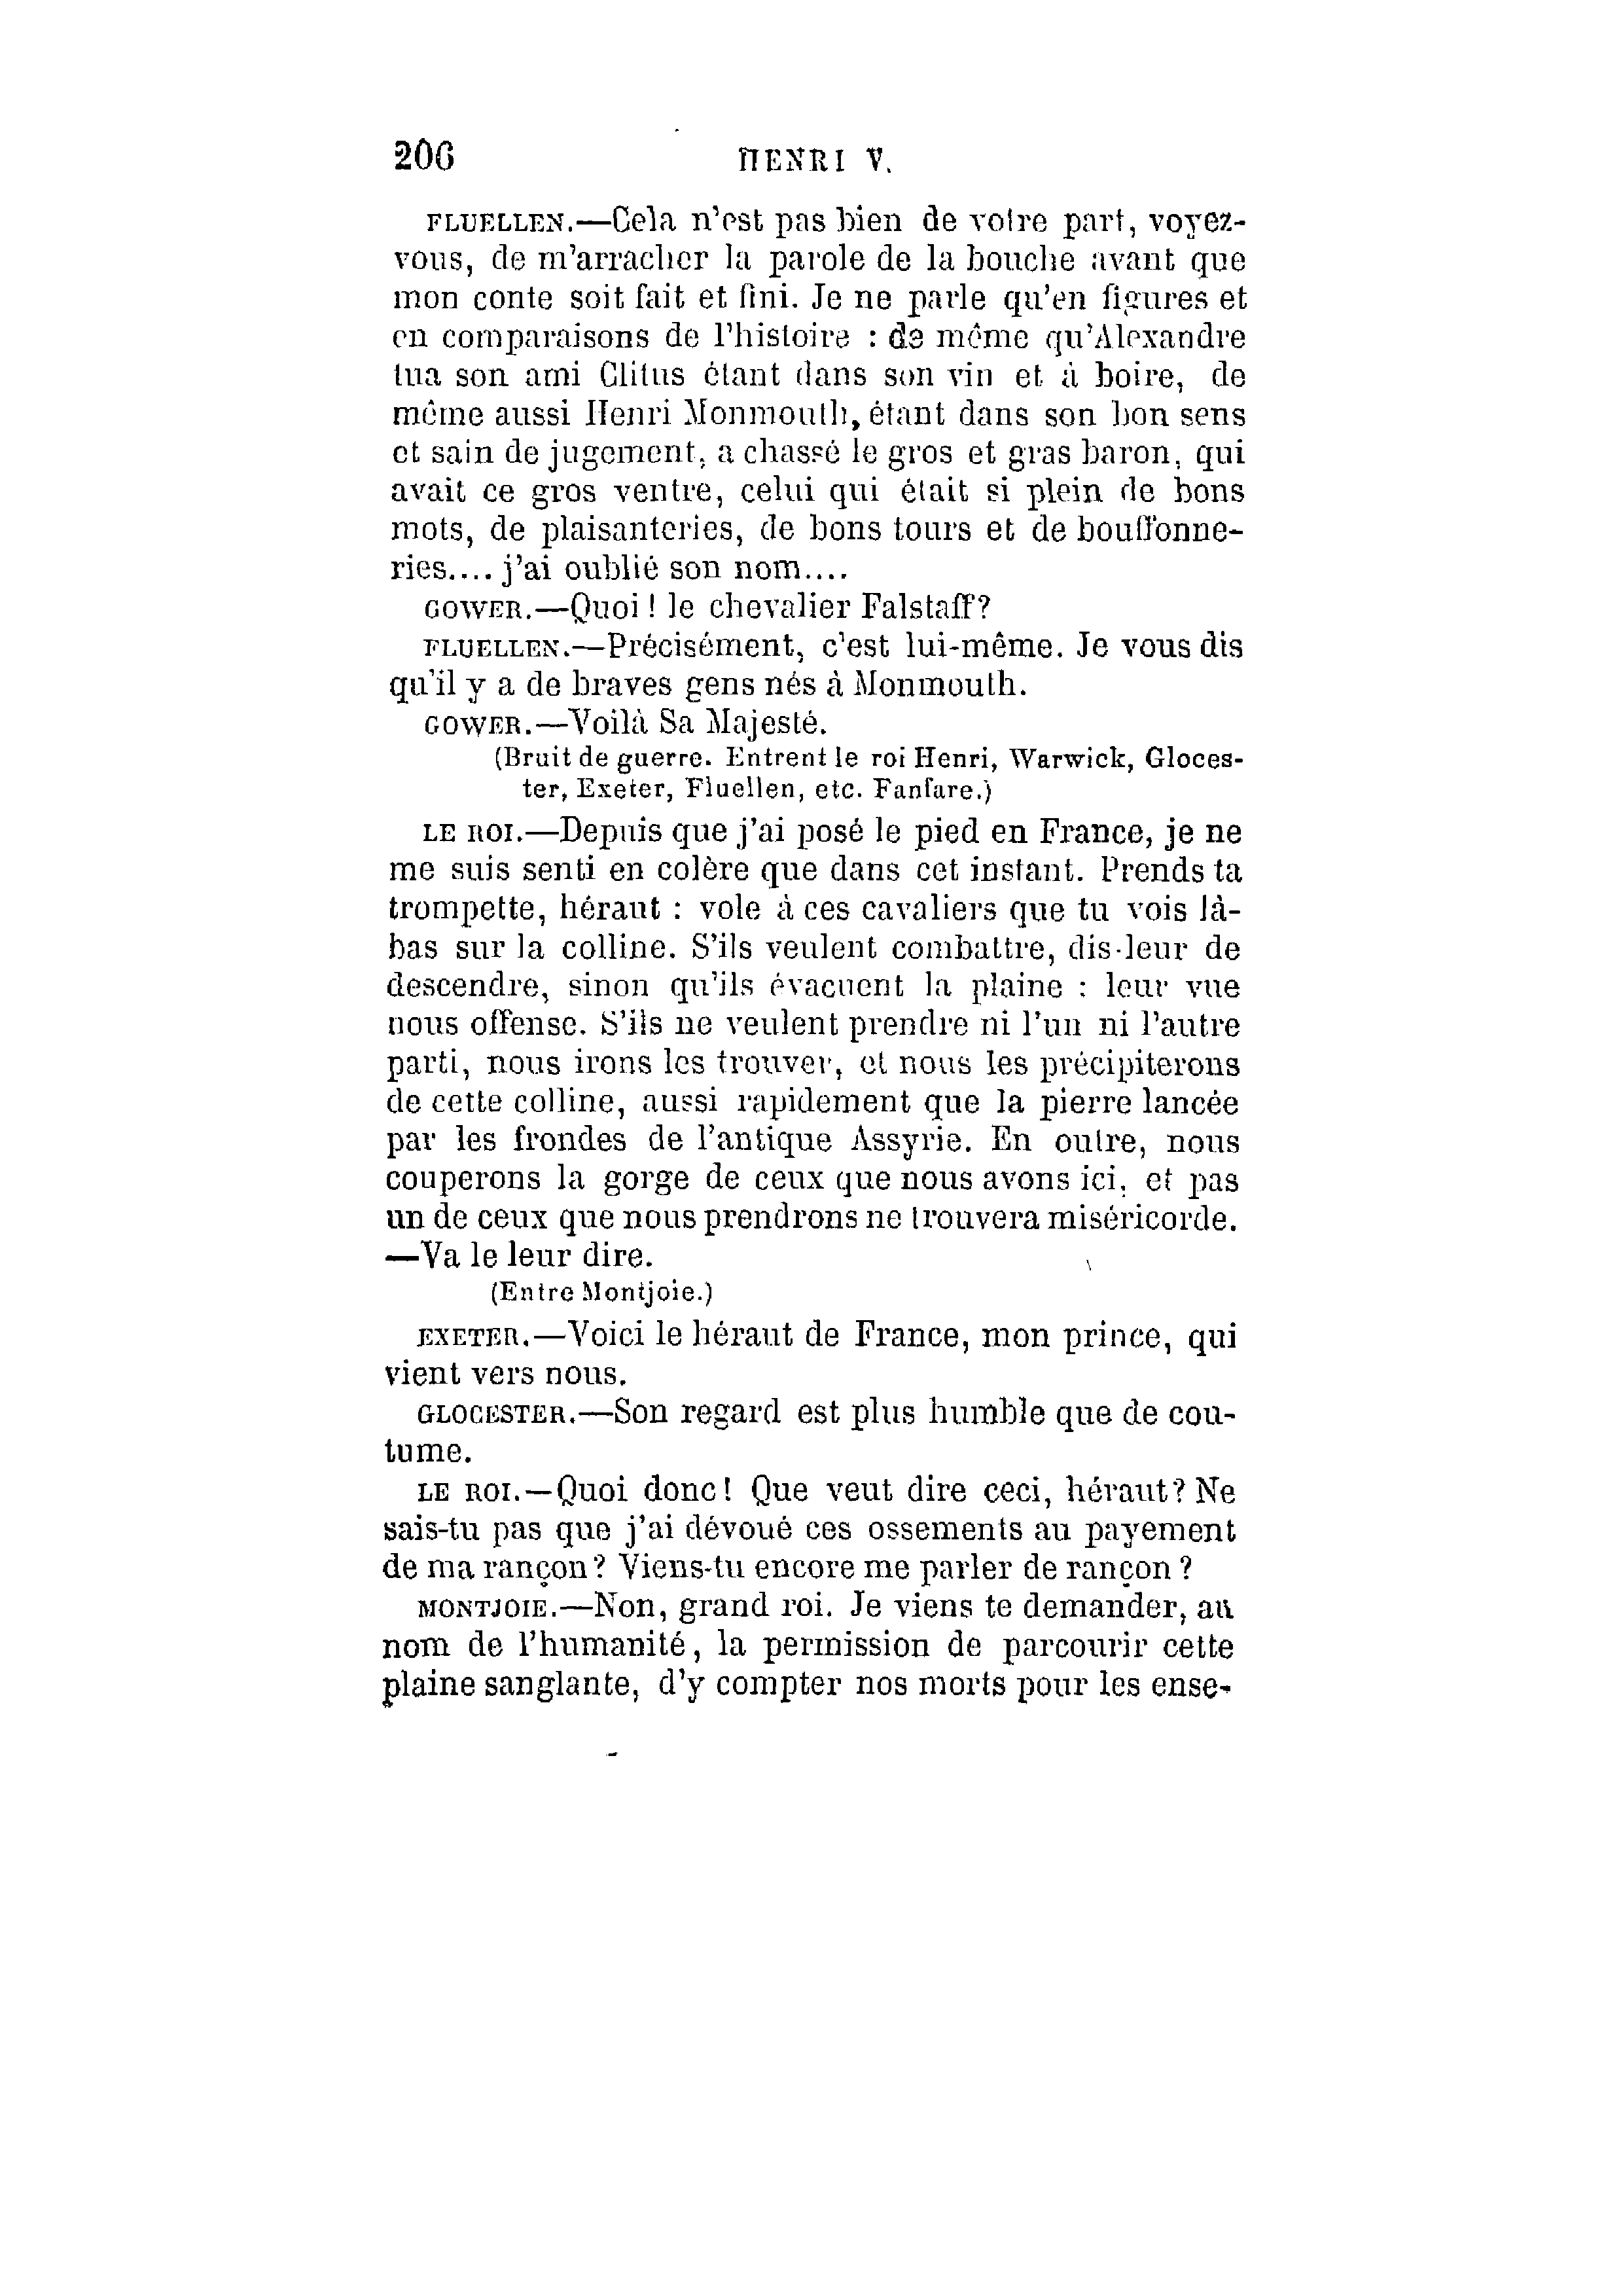 206 HENRI V.
FLUELLEN.—Cela n'est pas bien de votre part, voyez-
vous, de m'arracher la parole de la bouche avant que
mon conte soit fait et fini. Je ne parle qu'en figures et
en comparaisons de l'histoire : de même qu'Alexandre
tua son ami Clitus étant dans son vin et à boire, de
même aussi Henri Monmouth, étant dans son bon sens
et sain de jugement, a chassé le gros et gras baron, qui
avait ce gros ventre, celui qui était si plein de bons
mots, de plaisanteries, de bons tours et de bouffonne-
ries.... j'ai oublié son nom....
GOWER.—Quoi ! le chevalier Falstaff?
FLUELLEN.—Précisément, c'est lui-même. Je vous dis
qu'il y a de braves gens nés à Monmouth.
GOWER.—Voilà Sa Majesté.
(Bruit de guerre. Entrent le roi Henri, Warwick, Gloces-
ter, Exeter, Fluellen, etc. Fanfare.)
LE ROI.—Depuis que j'ai posé le pied en France, je ne
me suis senti en colère que dans cet instant. Prends ta
trompette, héraut : vole à ces cavaliers que tu vois là-
bas sur la colline. S'ils veulent combattre, dis-leur de
descendre, sinon qu'ils évacuent la plaine : leur vue
nous offense. S'ils ne veulent prendre ni l'un ni l'autre
parti, nous irons les trouver, et nous les précipiterons
de cette colline, aussi rapidement que la pierre lancée
par les frondes de l'antique Assyrie. En outre, nous
couperons la gorge de ceux que nous avons ici, et pas
un de ceux que nous prendrons ne trouvera miséricorde.
—Va le leur dire.
(Entre Montjoie.)
EXETER.—Voici le héraut de France, mon prince, qui
vient vers nous.
GLOCESTER.—Son regard est plus humble que de cou-
tume.
LE ROI.—Quoi donc! Que veut dire ceci, héraut? Ne
sais-tu pas que j'ai dévoué ces ossements au payement
de ma rançon? Viens-tu encore me parler de rançon ?
MONTJOIE.—Non, grand roi. Je viens te demander, au
nom de l'humanité, la permission de parcourir cette
plaine sanglante, d'y compter nos morts pour les ense-